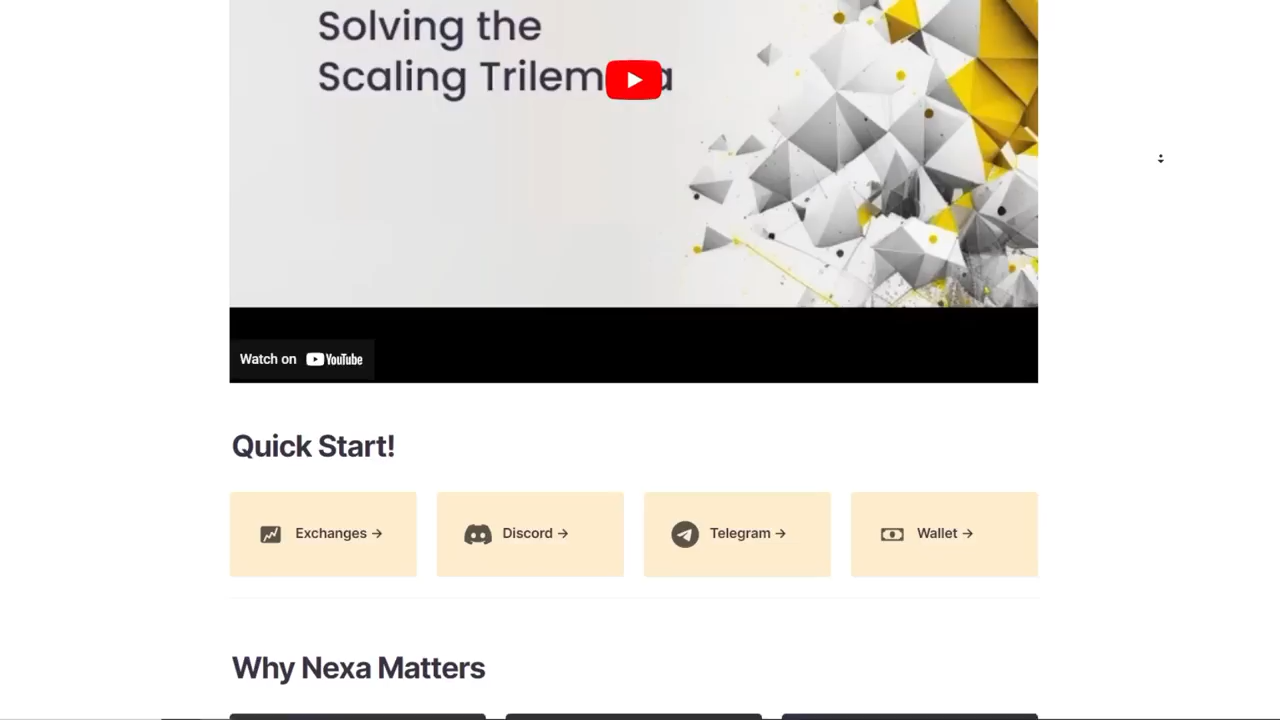 Solving the
Scaling Trilem a
Watch on YouTube
Quick Start!
Exchanges →
Discord →
Telegram →
Wallet →
Why Nexa Matters